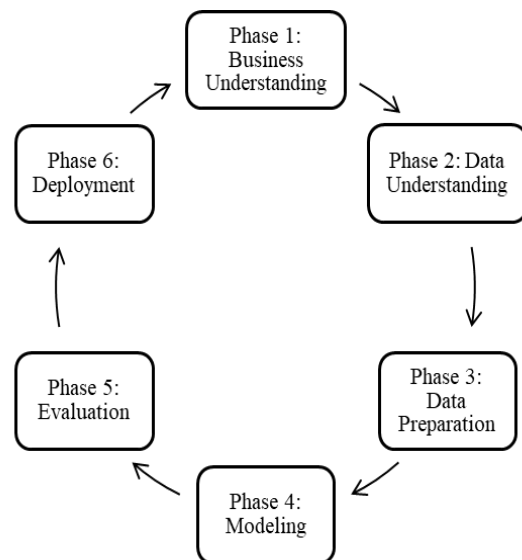 Phase 1:
Business
Understanding
Phase 2: Data
Understanding
Phase 3:
Data
Preparation
Phase 4:
Modeling
Phase 5:
Evaluation
Phase 6:
Deployment